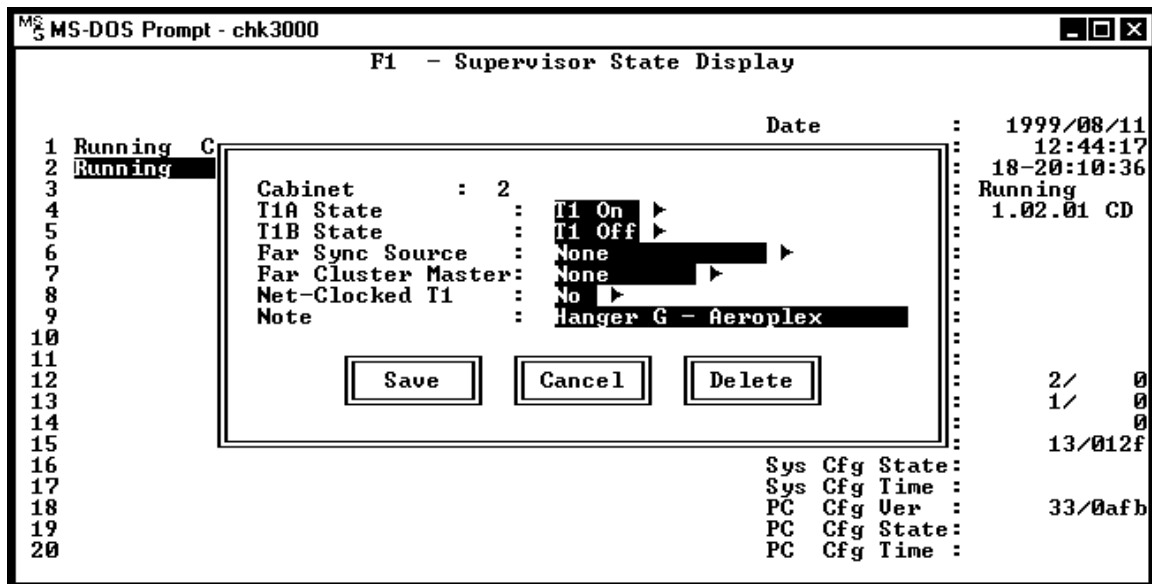 MS-DOS Prompt - chk3000
F1 - Supervisor State Display
Date : 1999/08/11
1 Running C : 12:44:17
2 Running : 18-20:10:36
3 Cabinet : 2 : Running
4 T1A State : T1 On : 1.02.01 CD
5 T1B State : T1 Off :
6 Far Sync Source : None :
7 Far Cluster Master: None :
8 Net-Clocked T1 : No :
9 Note : Hanger G - Aeroplex :
10 :
11 :
12 Save Cancel Delete : 2/ 0
13 : 1/ 0
14 : 0
15 : 13/012f
16 Sys Cfg State:
17 Sys Cfg Time :
18 PC Cfg Ver : 33/0afb
19 PC Cfg State:
20 PC Cfg Time :